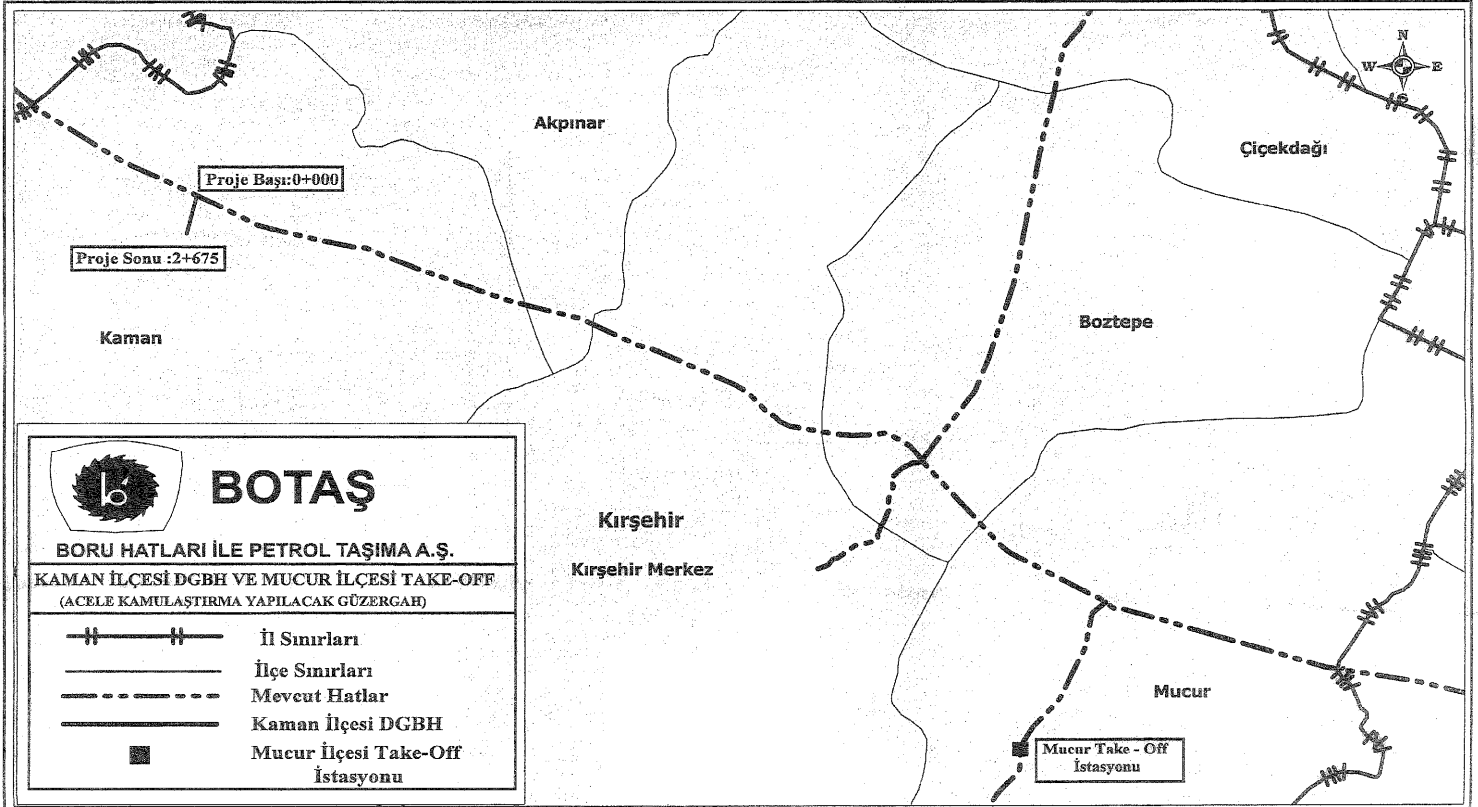 N
W E
S
Akpınar
Çiçekdağı
Proje Başı:0+000
Proje Sonu :2+675
Kaman
Boztepe
Kırşehir
Kırşehir Merkez
Mucur
Mucur Take - Off
İstasyonu
b
BOTAŞ
BORU HATLARI İLE PETROL TAŞIMA A.Ş.
KAMAN İLÇESİ DGBH VE MUCUR İLÇESİ TAKE-OFF
(ACELE KAMULAŞTIRMA YAPILACAK GÜZERGAH)
İl Sınırları
İlçe Sınırları
Mevcut Hatlar
Kaman İlçesi DGBH
Mucur İlçesi Take-Off
İstasyonu